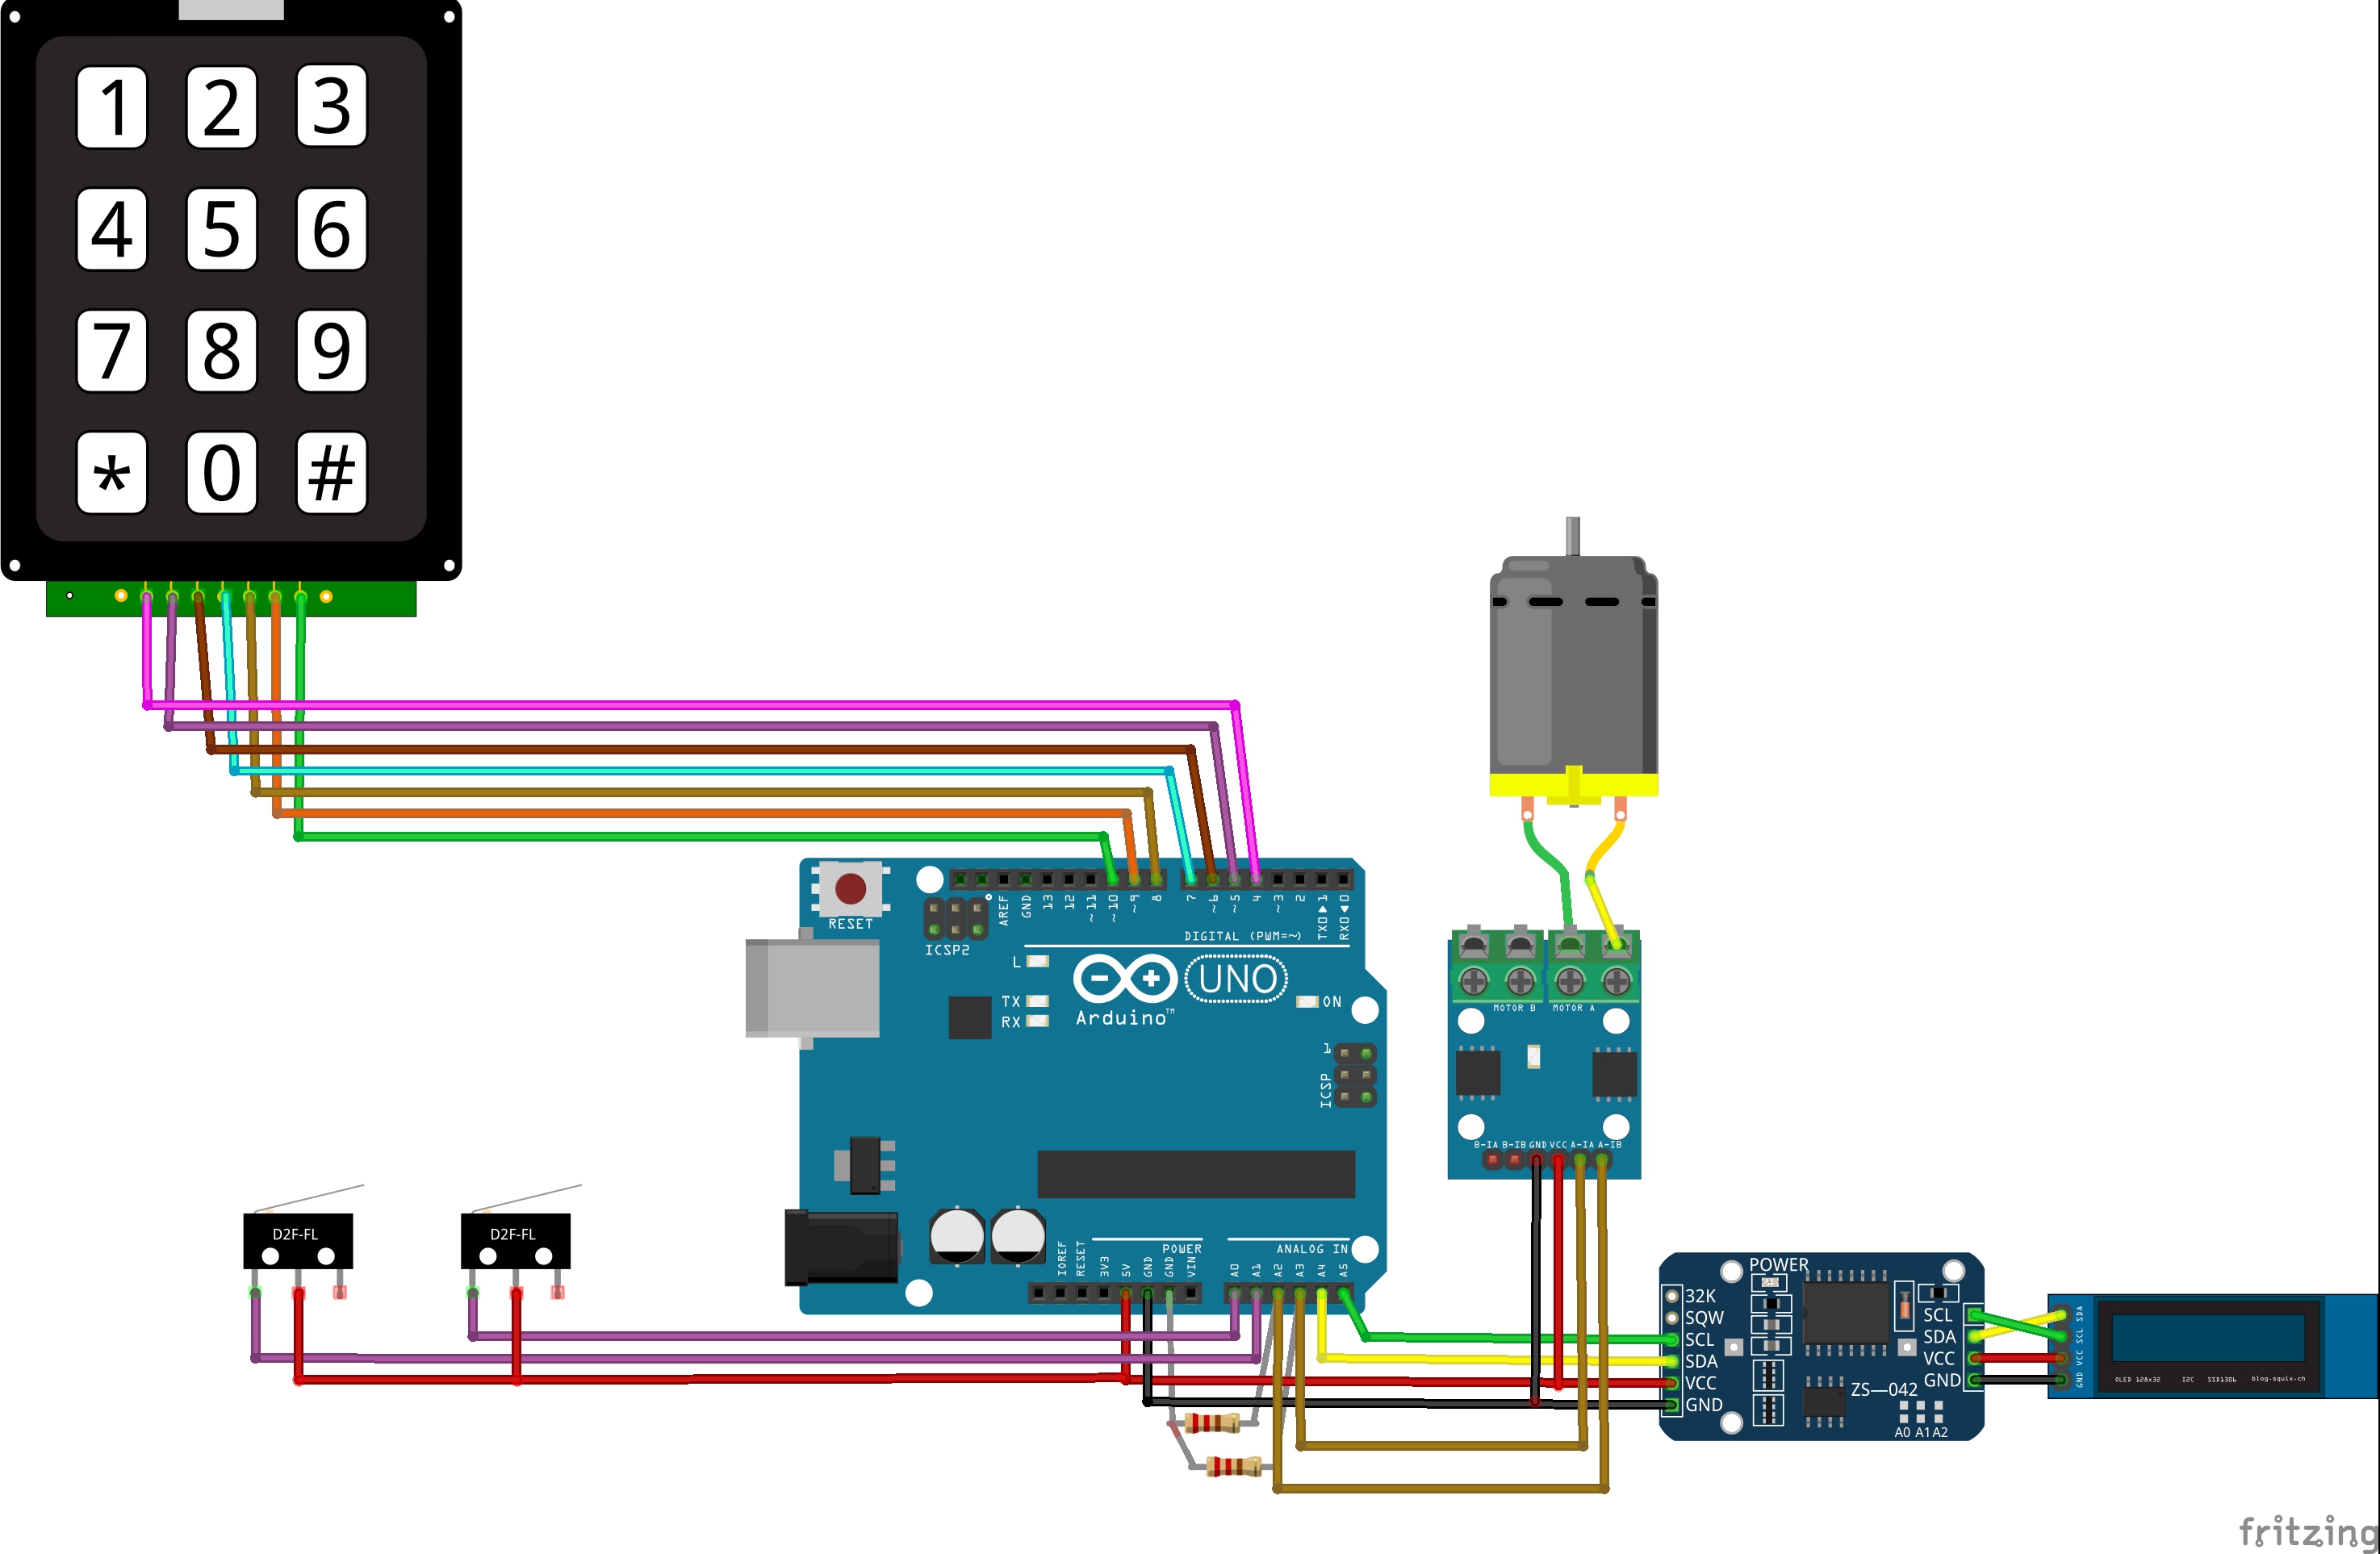 1 2 3
4 5 6
7 8 9
* 0 #
RESET
ICSP2
AREF
GND
13
12
~11
~10
~9
8
7
~6
~5
4
~3
2
TX0▶1
RX0◀0
DIGITAL (PWM=~)
L
TX
RX
UNO
Arduino™
ON
1
ICSP
IOREF
RESET
3V3
5V
GND
GND
VIN
POWER
A0
A1
A2
A3
A4
A5
ANALOG IN
MOTOR B
MOTOR A
B-IA B-IB GND VCC A-IA A-IB
D2F-FL
D2F-FL
POWER
32K
SQW
SCL
SDA
VCC
GND
SCL
SDA
VCC
GND
ZS—042
A0 A1 A2
SDA
SCL
VCC
GND
OLED 128x32 I2C SSD1306 blog.squix.ch
fritzing